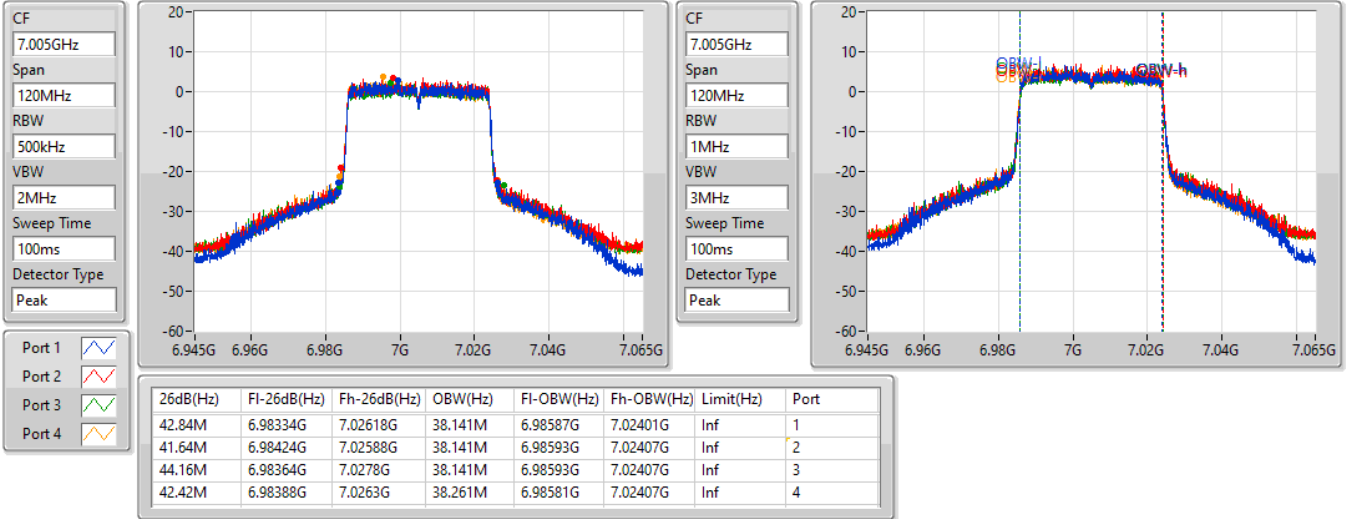 CF
7.005GHz
Span
120MHz
RBW
500kHz
VBW
2MHz
Sweep Time
100ms
Detector Type
Peak
20
10
0
-10
-20
-30
-40
-50
-60
6.945G 6.96G 6.98G 7G 7.02G 7.04G 7.065G
CF
7.005GHz
Span
120MHz
RBW
1MHz
VBW
3MHz
Sweep Time
100ms
Detector Type
Peak
20
10
0
-10
-20
-30
-40
-50
-60
OBW-l
OBW-h
6.945G 6.96G 6.98G 7G 7.02G 7.04G 7.065G
Port 1
Port 2
Port 3
Port 4
26dB(Hz) Fl-26dB(Hz) Fh-26dB(Hz) OBW(Hz) Fl-OBW(Hz) Fh-OBW(Hz) Limit(Hz) Port
42.84M 6.98334G 7.02618G 38.141M 6.98587G 7.02401G Inf 1
41.64M 6.98424G 7.02588G 38.141M 6.98593G 7.02407G Inf 2
44.16M 6.98364G 7.0278G 38.141M 6.98593G 7.02407G Inf 3
42.42M 6.98388G 7.0263G 38.261M 6.98581G 7.02407G Inf 4